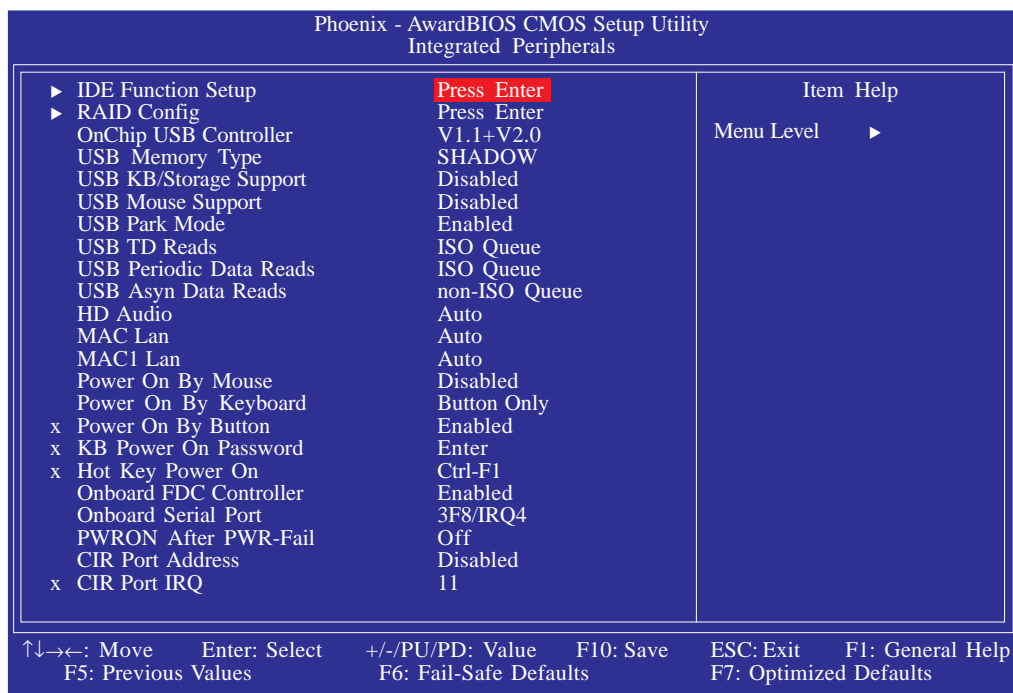 Phoenix - AwardBIOS CMOS Setup Utility
Integrated Peripherals
▶ IDE Function Setup Press Enter
▶ RAID Config Press Enter
OnChip USB Controller V1.1+V2.0
USB Memory Type SHADOW
USB KB/Storage Support Disabled
USB Mouse Support Disabled
USB Park Mode Enabled
USB TD Reads ISO Queue
USB Periodic Data Reads ISO Queue
USB Asyn Data Reads non-ISO Queue
HD Audio Auto
MAC Lan Auto
MAC1 Lan Auto
Power On By Mouse Disabled
Power On By Keyboard Button Only
x Power On By Button Enabled
x KB Power On Password Enter
x Hot Key Power On Ctrl-F1
Onboard FDC Controller Enabled
Onboard Serial Port 3F8/IRQ4
PWRON After PWR-Fail Off
CIR Port Address Disabled
x CIR Port IRQ 11
Item Help
Menu Level ▶
↑↓→←: Move Enter: Select +/-/PU/PD: Value F10: Save ESC: Exit F1: General Help
F5: Previous Values F6: Fail-Safe Defaults F7: Optimized Defaults